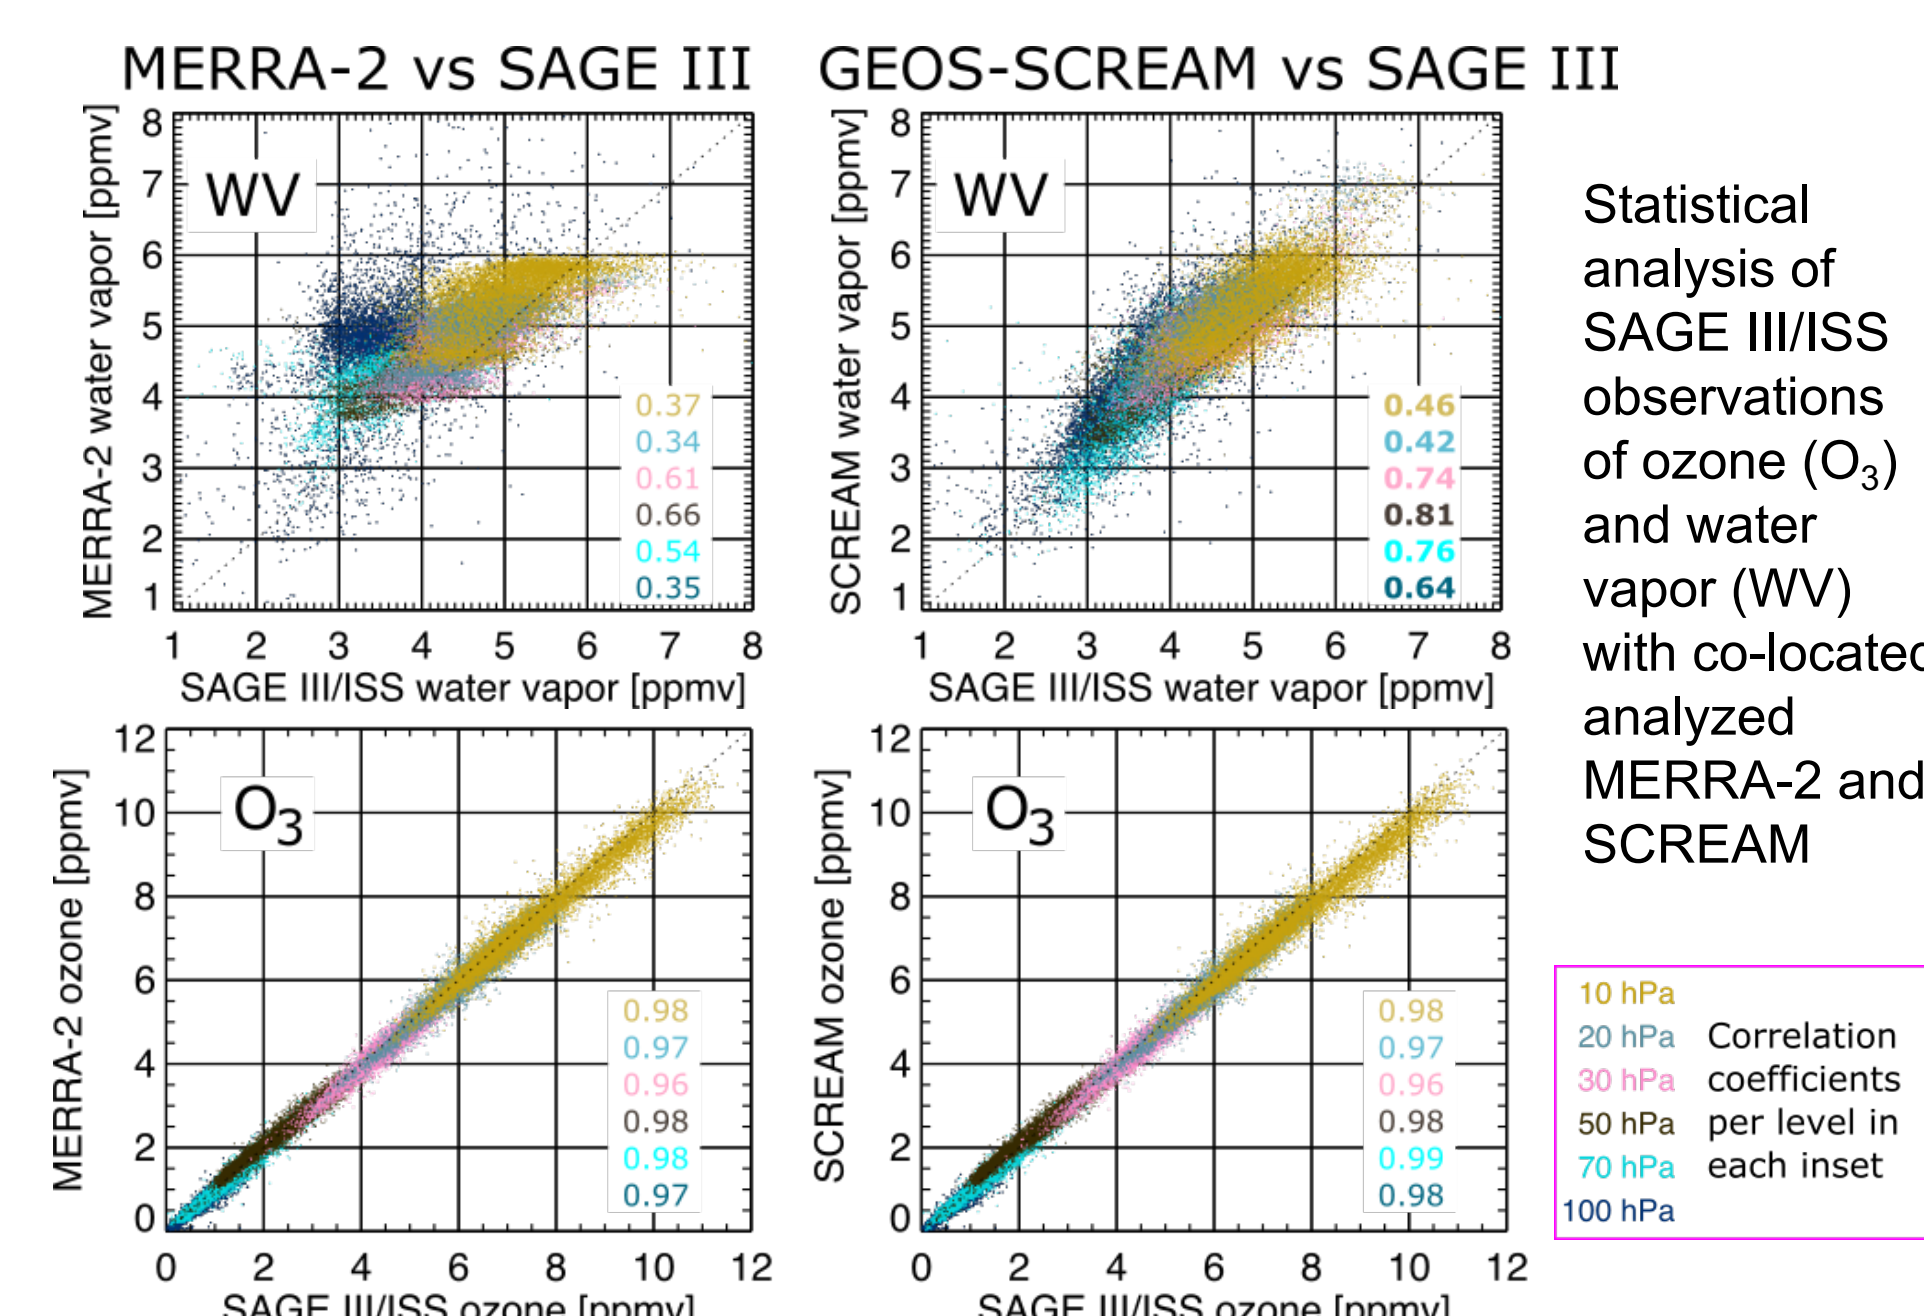 MERRA-2 vs SAGE III
GEOS-SCREAM vs SAGE III
MERRA-2 water vapor [ppmv]
8
7
6
5
4
3
2
1
WV
0.37
0.34
0.61
0.66
0.54
0.35
1 2 3 4 5 6 7 8
SAGE III/ISS water vapor [ppmv]
SCREAM water vapor [ppmv]
8
7
6
5
4
3
2
1
WV
0.46
0.42
0.74
0.81
0.76
0.64
1 2 3 4 5 6 7 8
SAGE III/ISS water vapor [ppmv]
Statistical
analysis of
SAGE III/ISS
observations
of ozone (O₃)
and water
vapor (WV)
with co-located
analyzed
MERRA-2 and
SCREAM
MERRA-2 ozone [ppmv]
12
10
8
6
4
2
0
O₃
0.98
0.97
0.96
0.98
0.98
0.97
0 2 4 6 8 10 12
SAGE III/ISS ozone [ppmv]
SCREAM ozone [ppmv]
12
10
8
6
4
2
0
O₃
0.98
0.97
0.96
0.98
0.99
0.98
0 2 4 6 8 10 12
SAGE III/ISS ozone [ppmv]
10 hPa
20 hPa
30 hPa
50 hPa
70 hPa
100 hPa
Correlation
coefficients
per level in
each inset